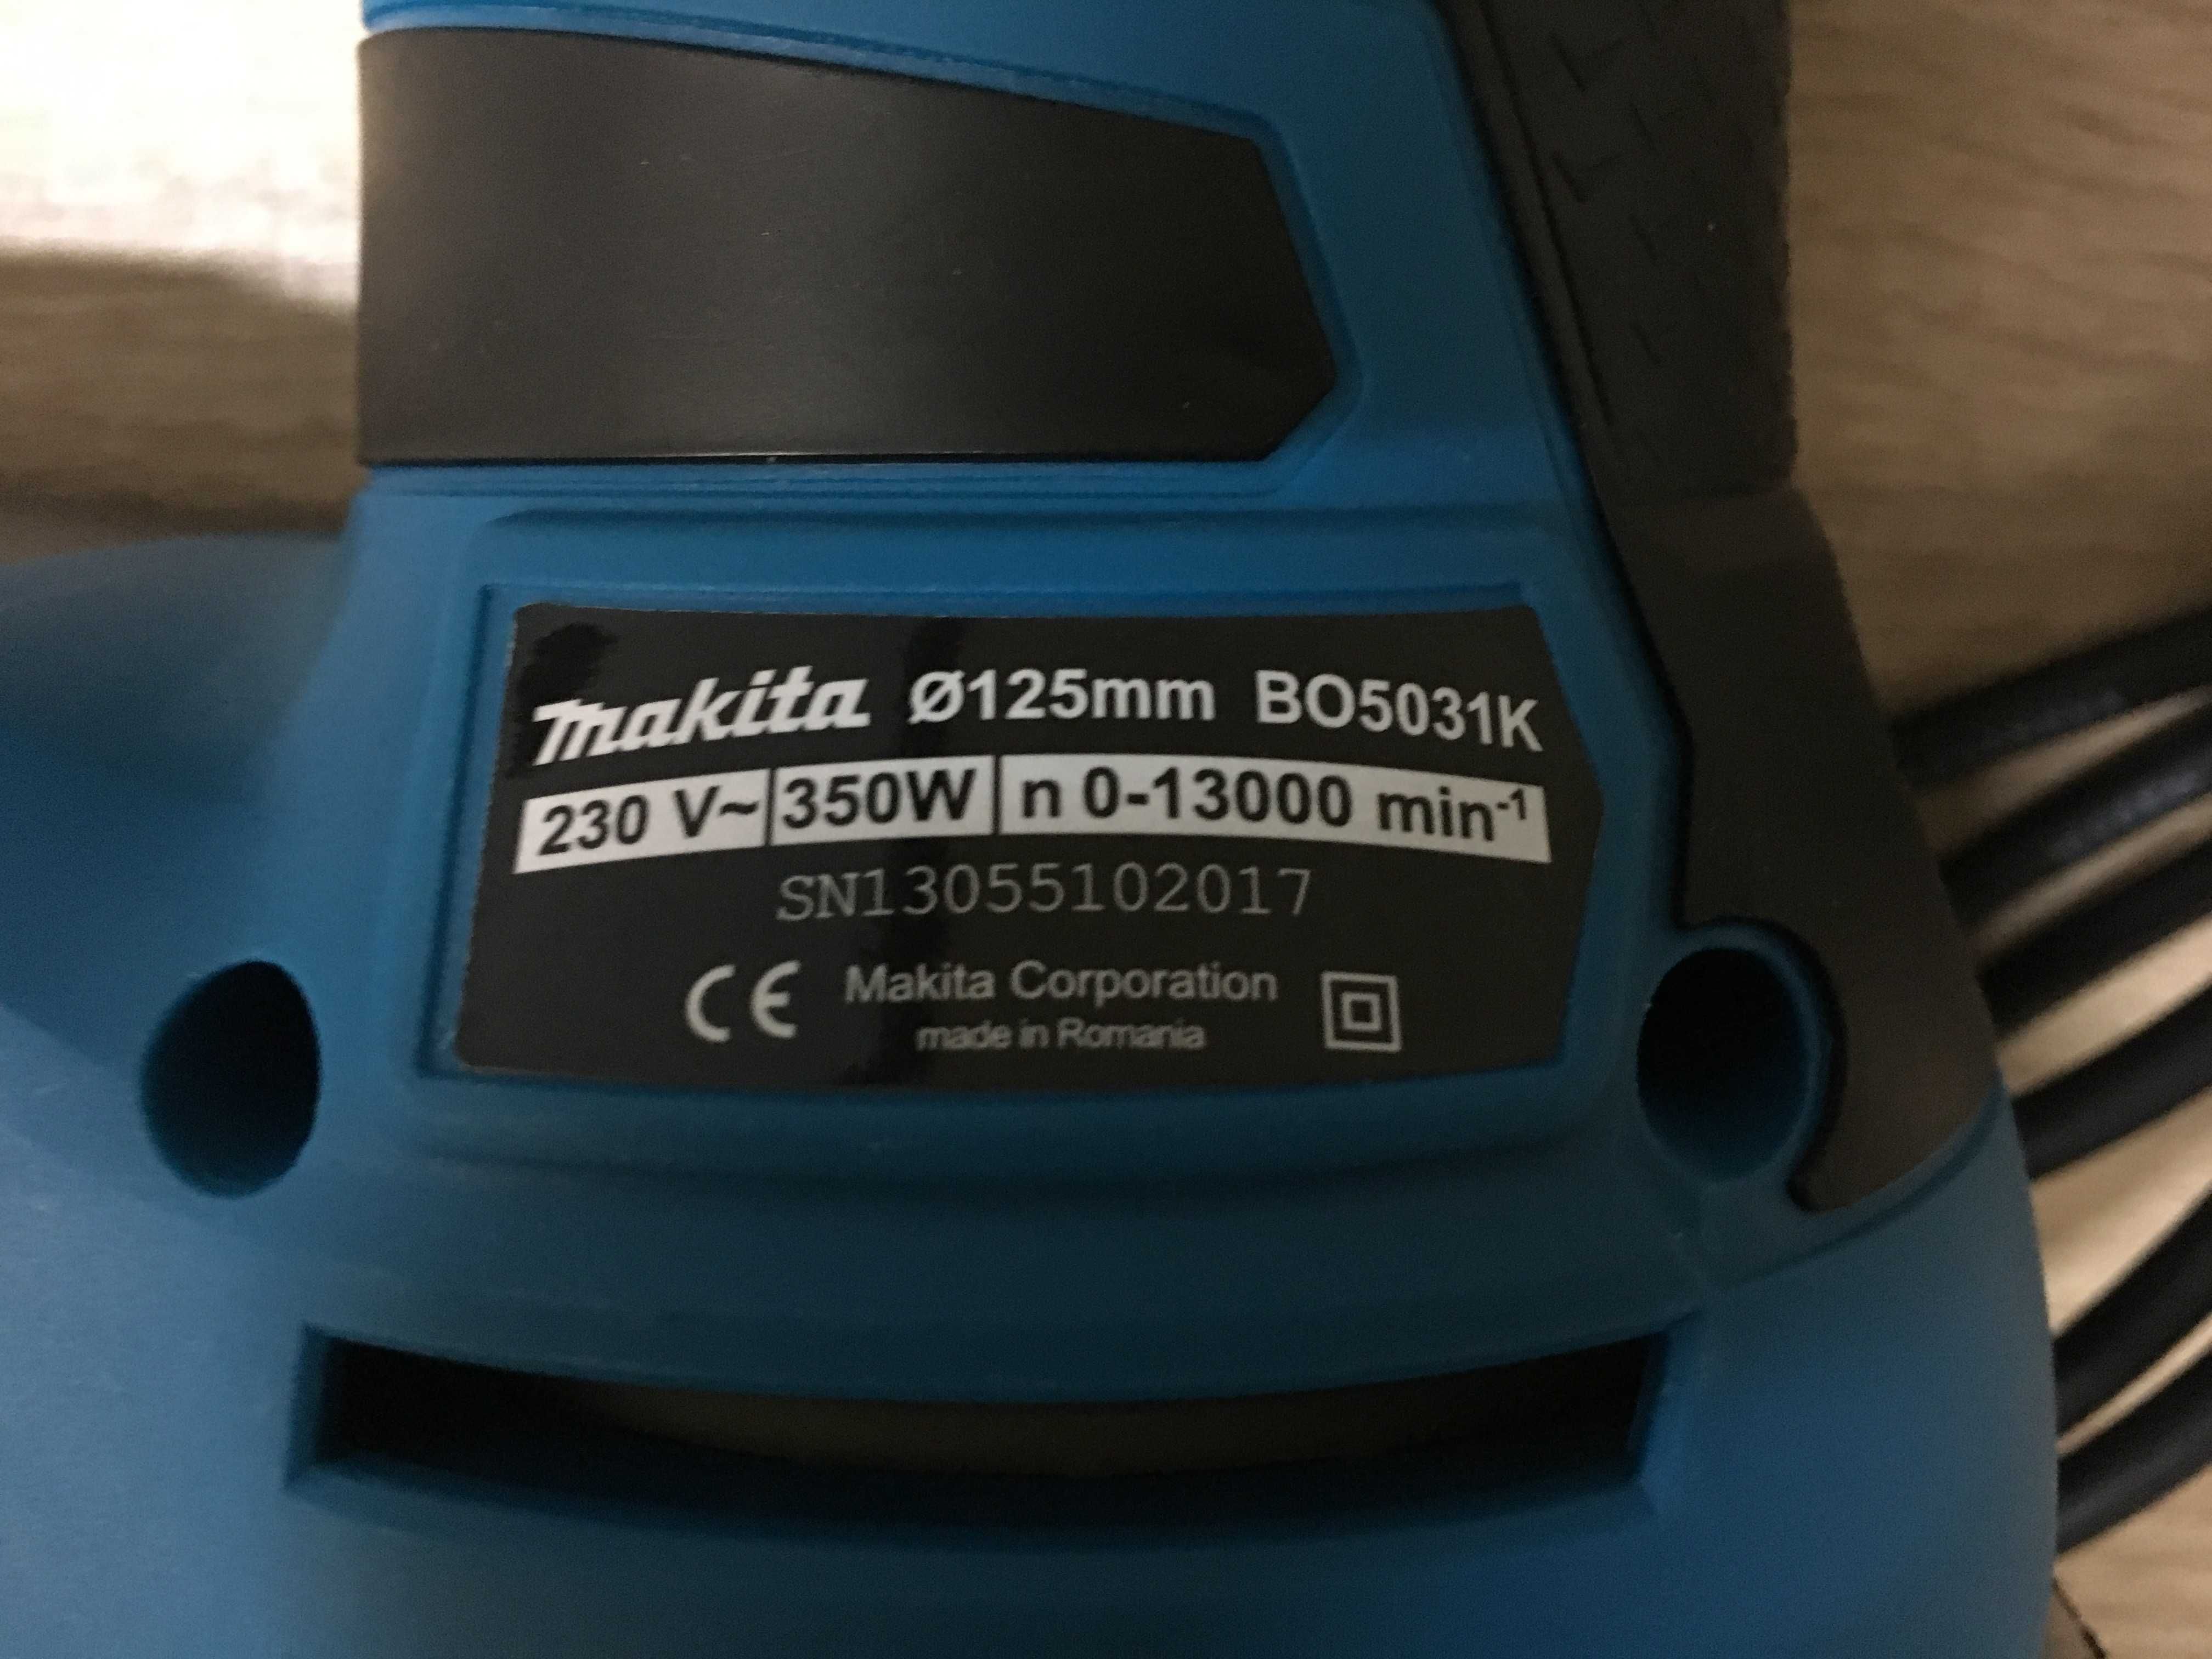 makita Ø125mm BO5031K
230 V~ 350W n 0-13000 min⁻¹
SN13055102017
CE Makita Corporation
made in Romania